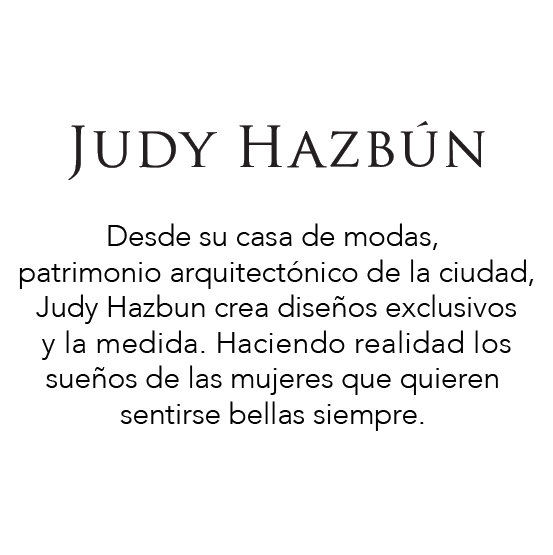 JUDY HAZBÚN
Desde su casa de modas,
patrimonio arquitectónico de la ciudad,
Judy Hazbun crea diseños exclusivos
y la medida. Haciendo realidad los
sueños de las mujeres que quieren
sentirse bellas siempre.